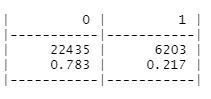 | 0 | 1 |
|-----------|-----------|
| 22435 | 6203 |
| 0.783 | 0.217 |
|-----------|-----------|